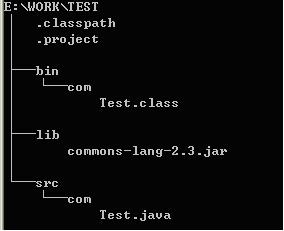 E:\WORK\TEST
.classpath
.project
bin
com
Test.class
lib
commons-lang-2.3.jar
src
com
Test.java